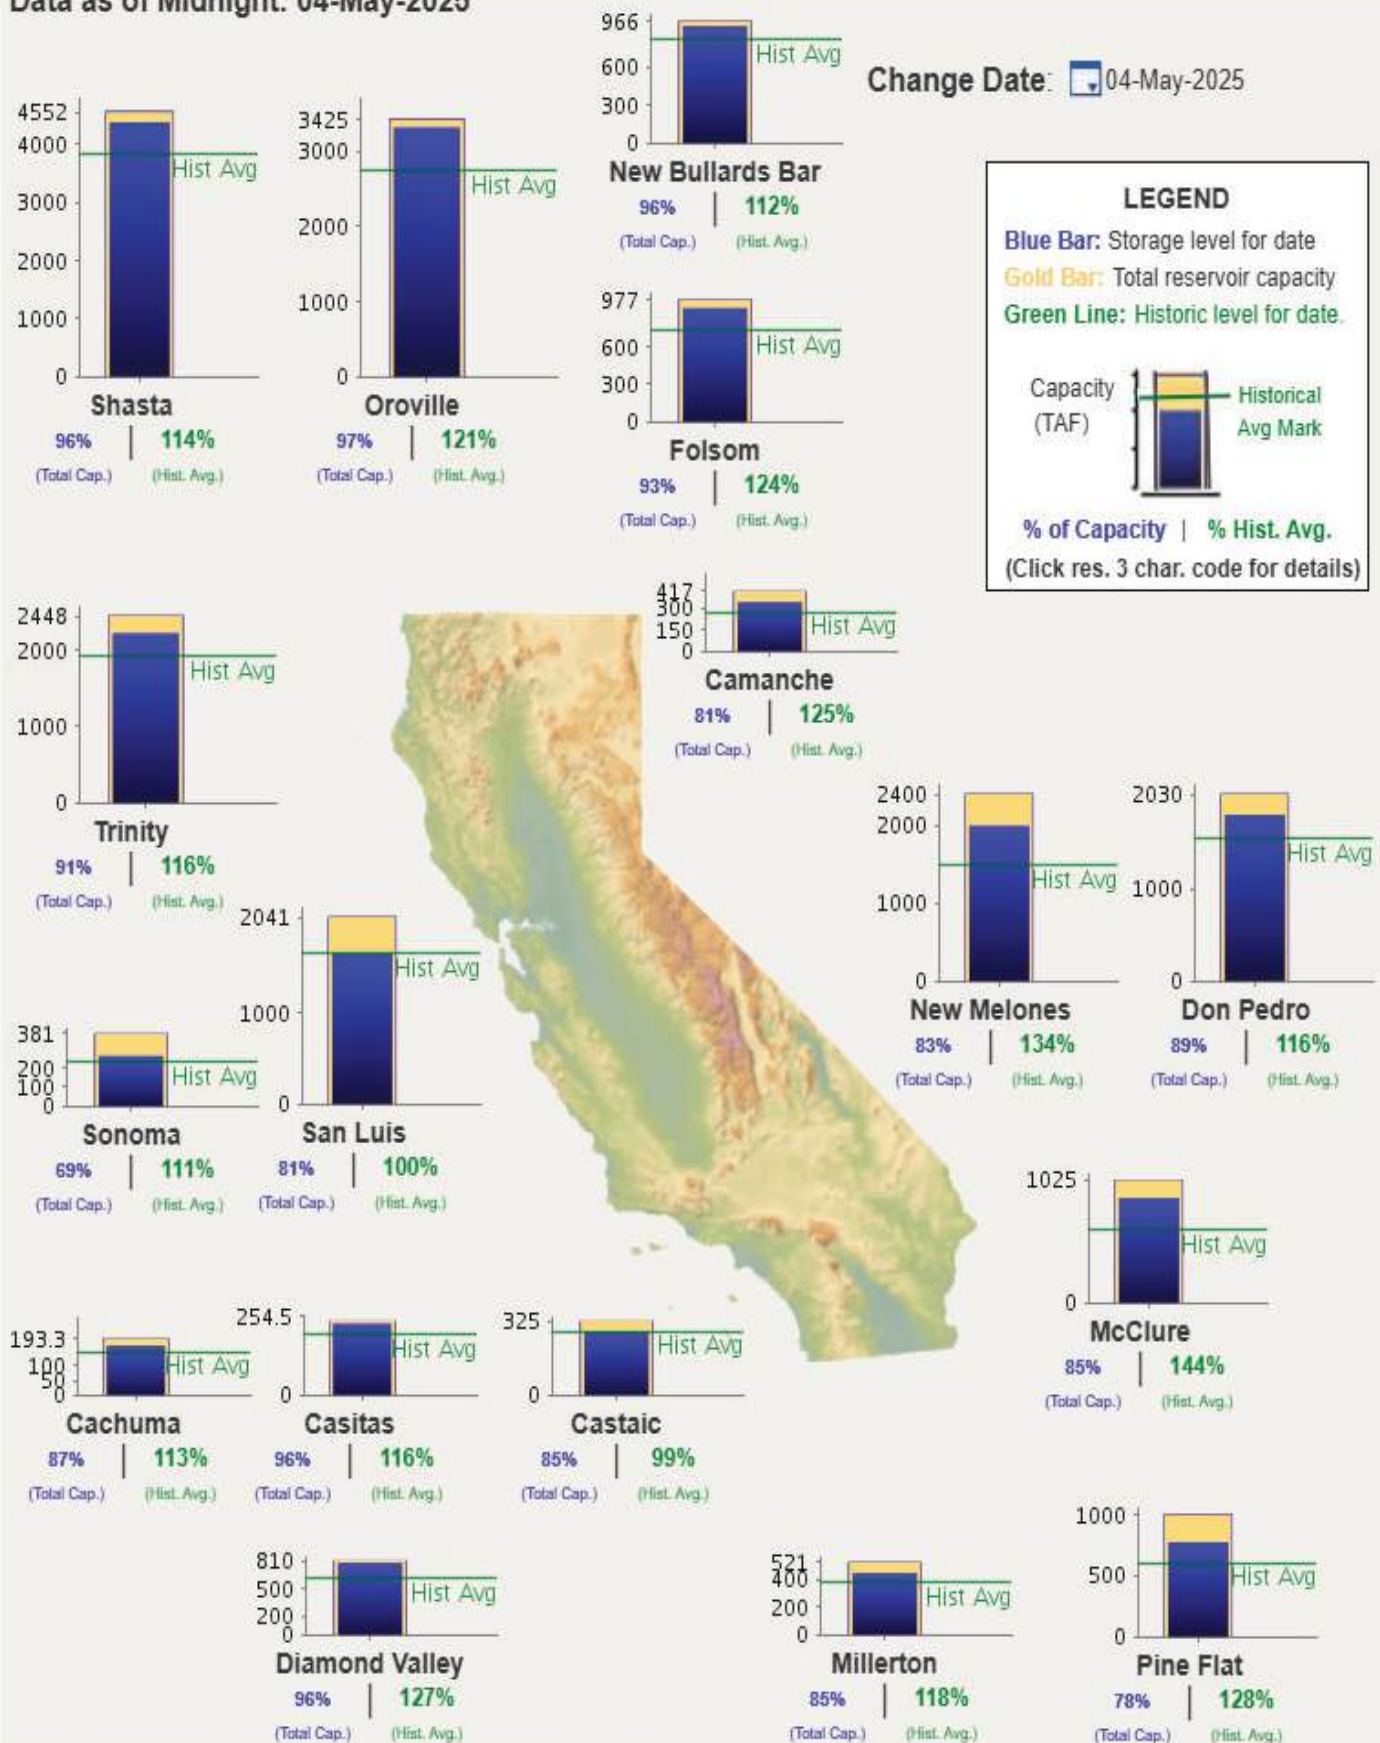 Data as of Midnight: 04-May-2025
Change Date: 04-May-2025
4552
4000
3000
2000
1000
0
Hist Avg
Shasta
96% | 114%
(Total Cap.) (Hist. Avg.)
3425
3000
2000
1000
0
Hist Avg
Oroville
97% | 121%
(Total Cap.) (Hist. Avg.)
966
600
300
0
Hist Avg
New Bullards Bar
96% | 112%
(Total Cap.) (Hist. Avg.)
977
600
300
0
Hist Avg
Folsom
93% | 124%
(Total Cap.) (Hist. Avg.)
LEGEND
Blue Bar: Storage level for date
Gold Bar: Total reservoir capacity
Green Line: Historic level for date.
Capacity
(TAF)
Historical
Avg Mark
% of Capacity | % Hist. Avg.
(Click res. 3 char. code for details)
417
300
150
0
Hist Avg
Camanche
81% | 125%
(Total Cap.) (Hist. Avg.)
2448
2000
1000
0
Hist Avg
Trinity
91% | 116%
(Total Cap.) (Hist. Avg.)
2400
2000
1000
0
Hist Avg
New Melones
83% | 134%
(Total Cap.) (Hist. Avg.)
2030
1000
0
Hist Avg
Don Pedro
89% | 116%
(Total Cap.) (Hist. Avg.)
381
200
100
0
Hist Avg
Sonoma
69% | 111%
(Total Cap.) (Hist. Avg.)
2041
1000
0
Hist Avg
San Luis
81% | 100%
(Total Cap.) (Hist. Avg.)
1025
0
Hist Avg
McClure
85% | 144%
(Total Cap.) (Hist. Avg.)
193.3
100
50
0
Hist Avg
Cachuma
87% | 113%
(Total Cap.) (Hist. Avg.)
254.5
0
Hist Avg
Casitas
96% | 116%
(Total Cap.) (Hist. Avg.)
325
0
Hist Avg
Castaic
85% | 99%
(Total Cap.) (Hist. Avg.)
810
500
200
0
Hist Avg
Diamond Valley
96% | 127%
(Total Cap.) (Hist. Avg.)
521
400
200
0
Hist Avg
Millerton
85% | 118%
(Total Cap.) (Hist. Avg.)
1000
500
0
Hist Avg
Pine Flat
78% | 128%
(Total Cap.) (Hist. Avg.)